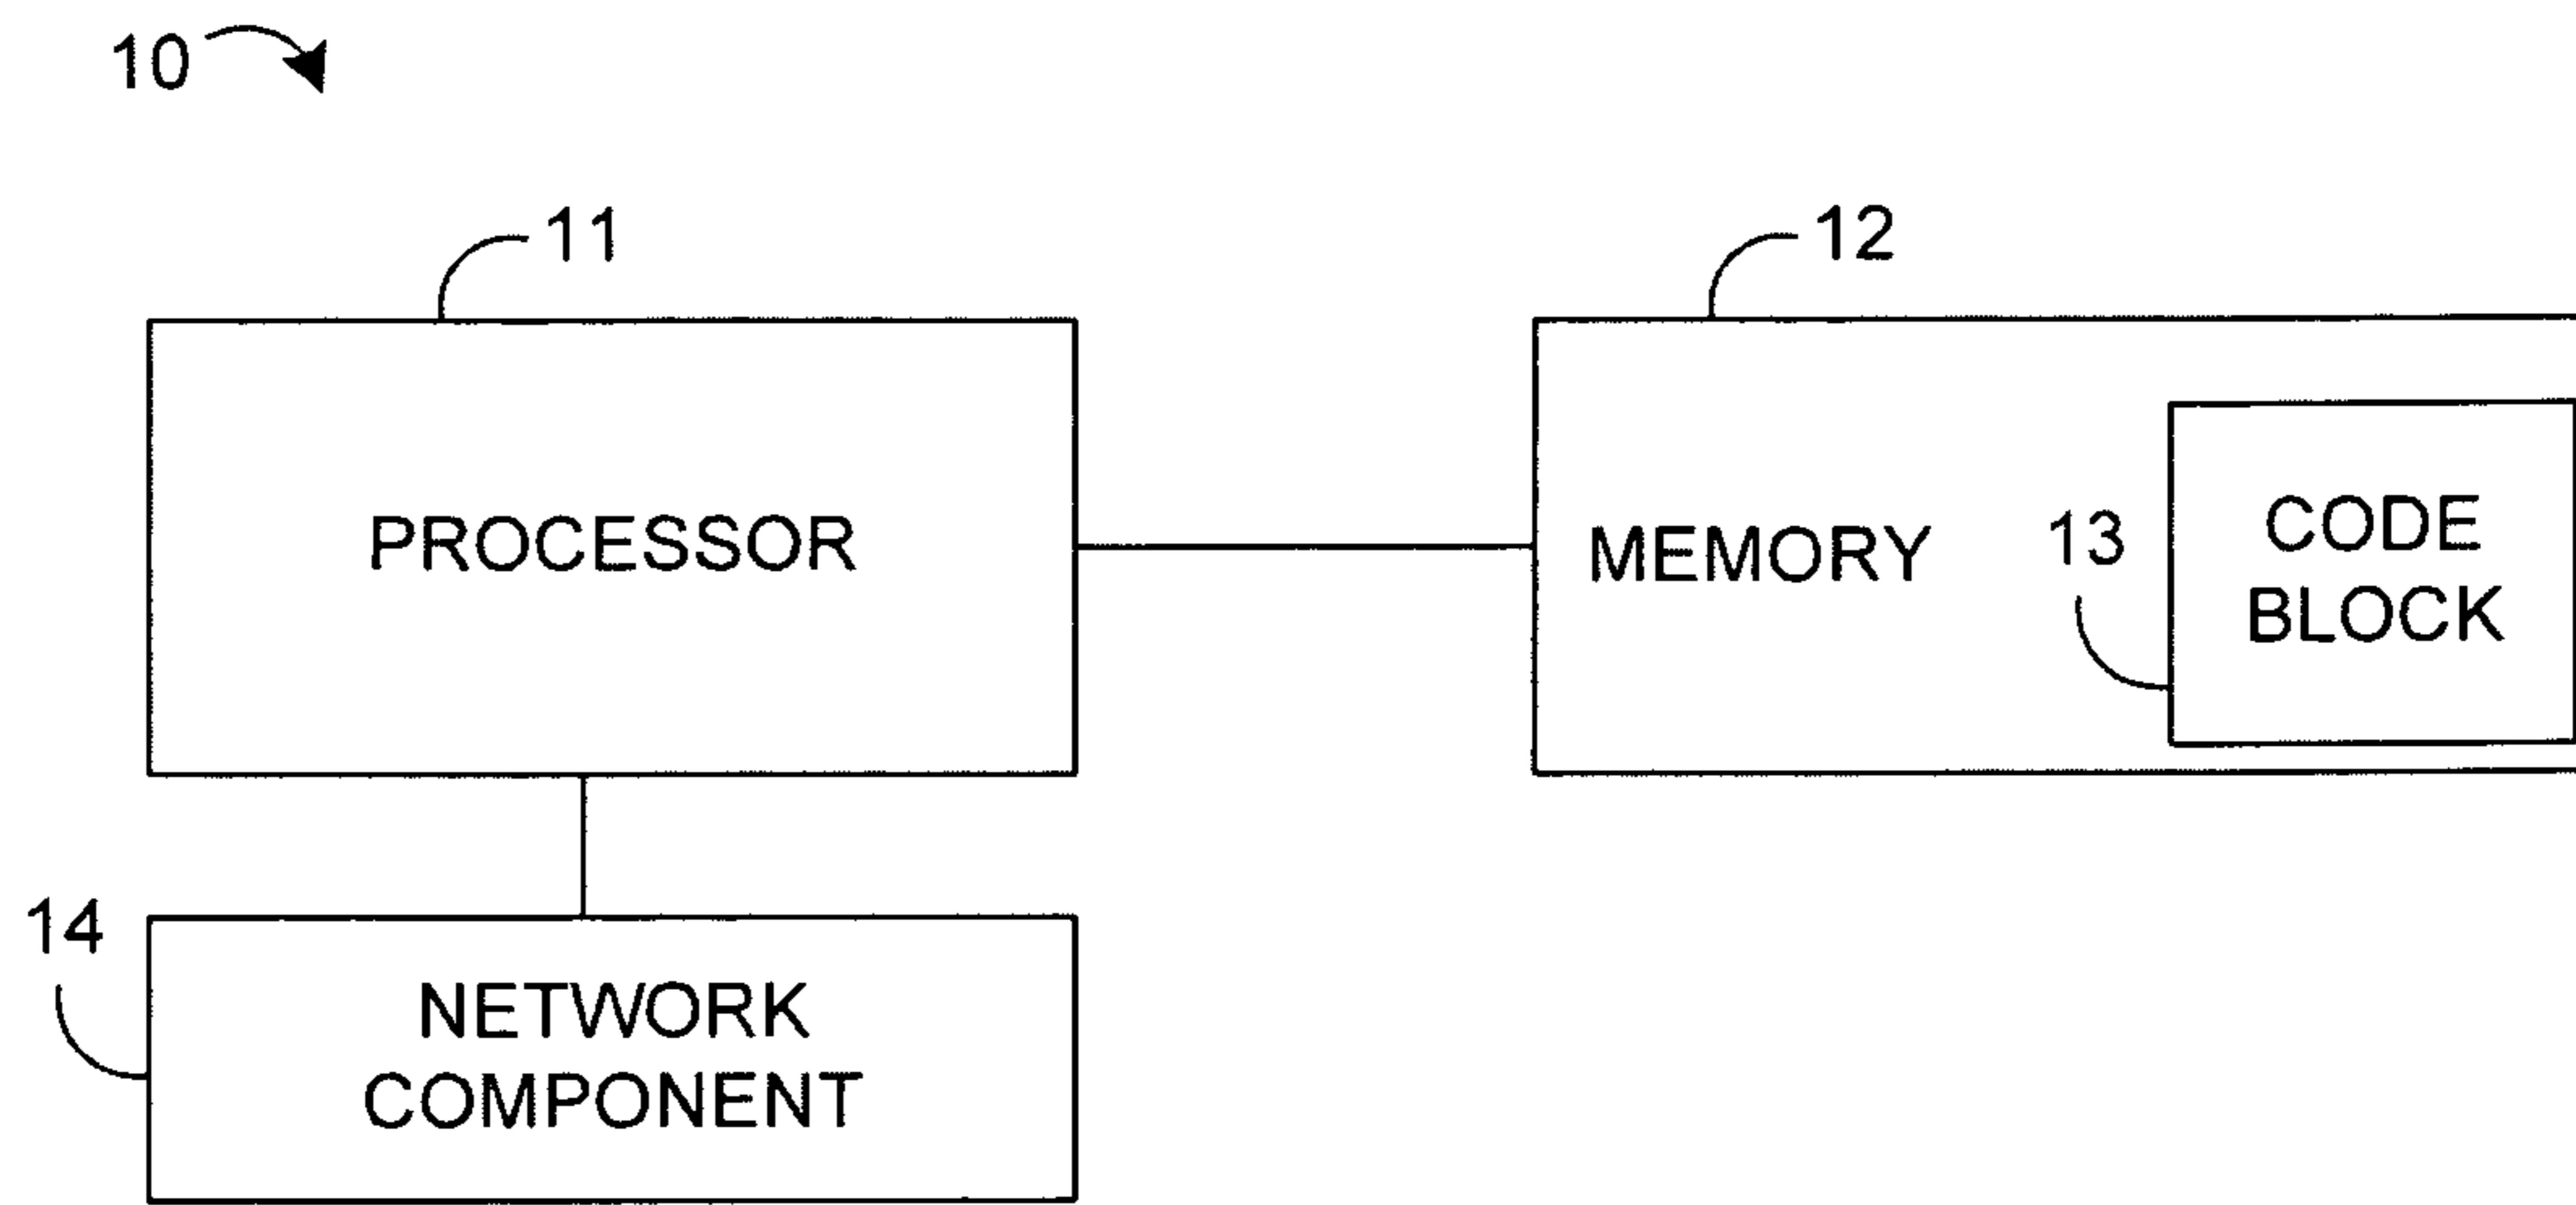 10
11
12
PROCESSOR
MEMORY
13
CODE
BLOCK
14
NETWORK
COMPONENT